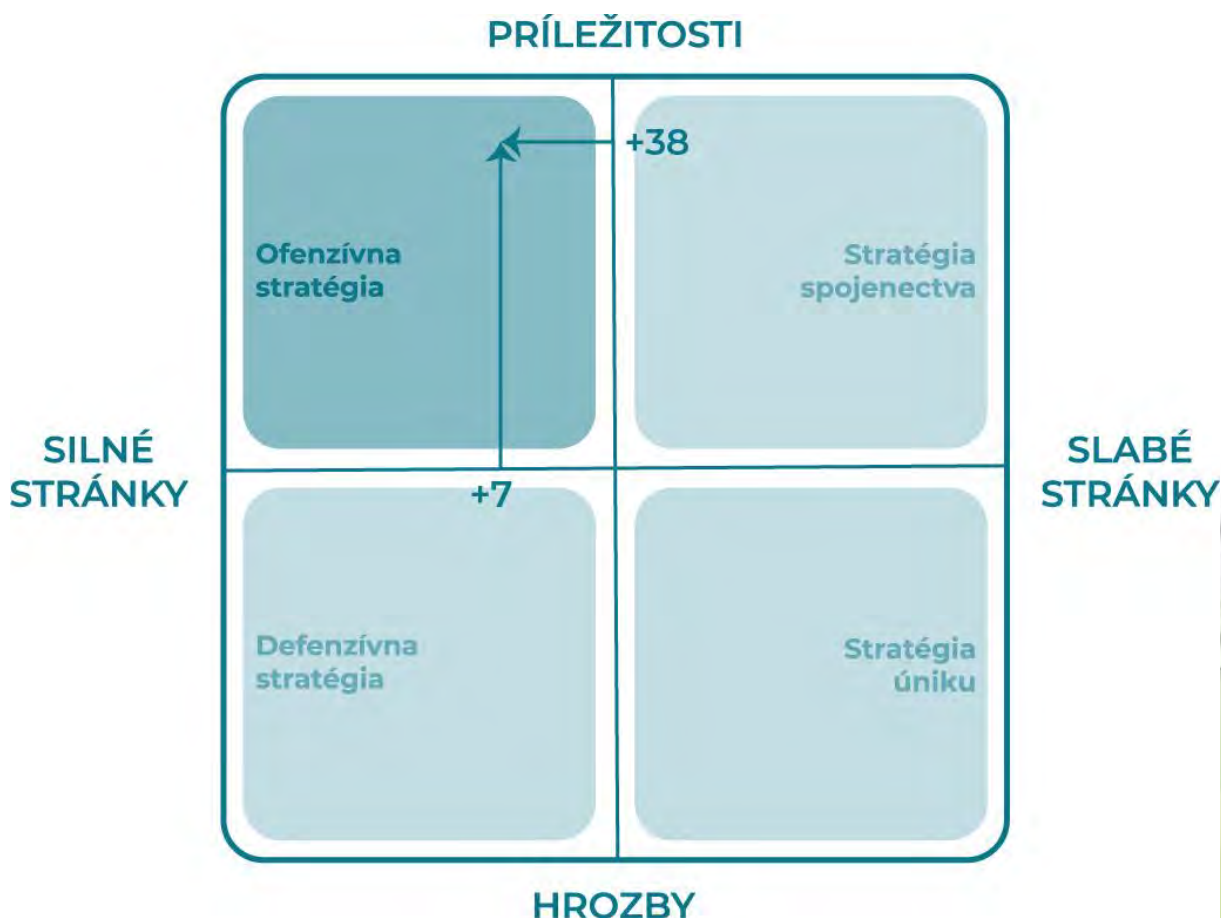 PRÍLEŽITOSTI
+38
Ofenzívna
stratégia
Stratégia
spojenectva
SILNÉ
STRÁNKY
SLABÉ
STRÁNKY
+7
Defenzívna
stratégia
Stratégia
úniku
HROZBY